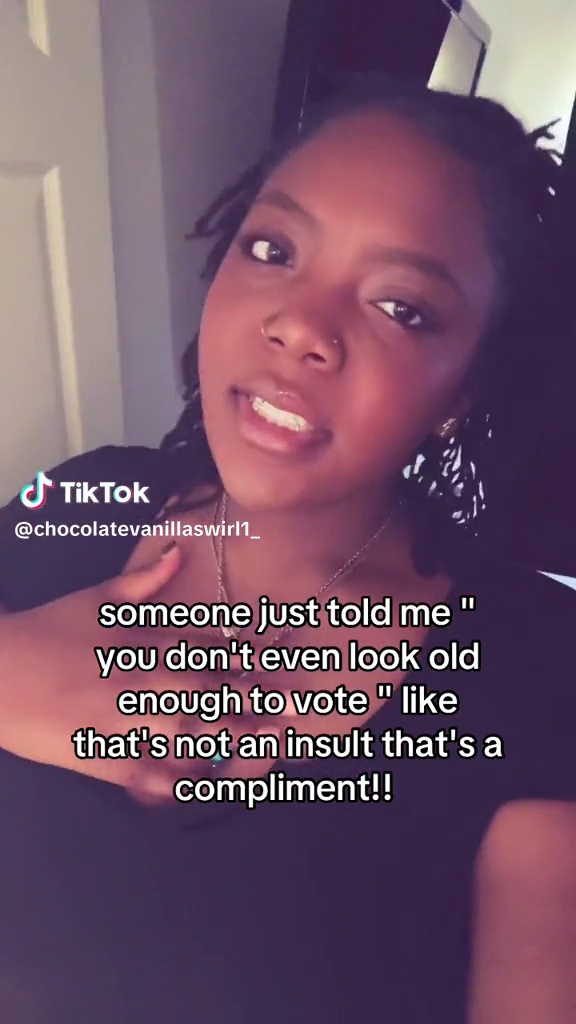 TikTok
@chocolatevanillaswirl1_
someone just told me "
you don't even look old
enough to vote " like
that's not an insult that's a
compliment!!